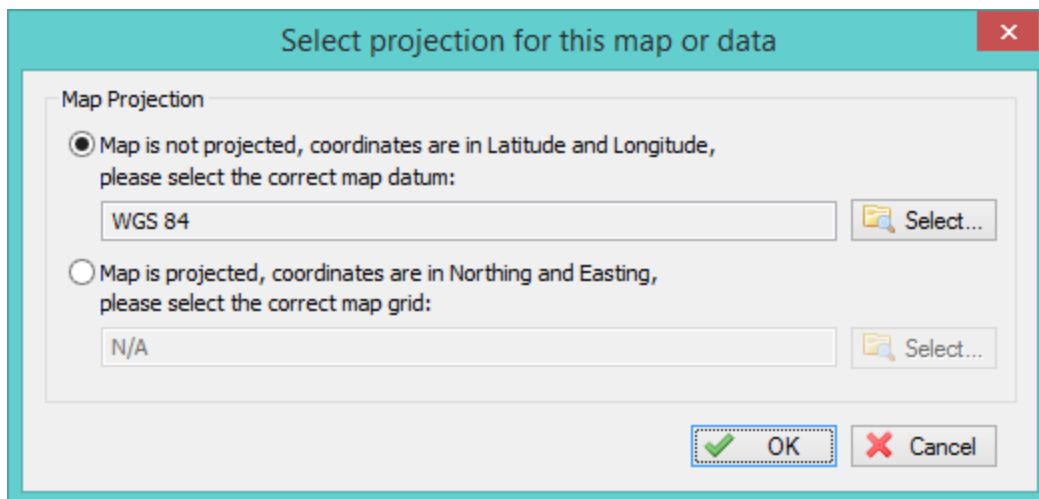 Select projection for this map or data
Map Projection
Map is not projected, coordinates are in Latitude and Longitude,
please select the correct map datum:
WGS 84
Select...
Map is projected, coordinates are in Northing and Easting,
please select the correct map grid:
N/A
Select...
OK
Cancel